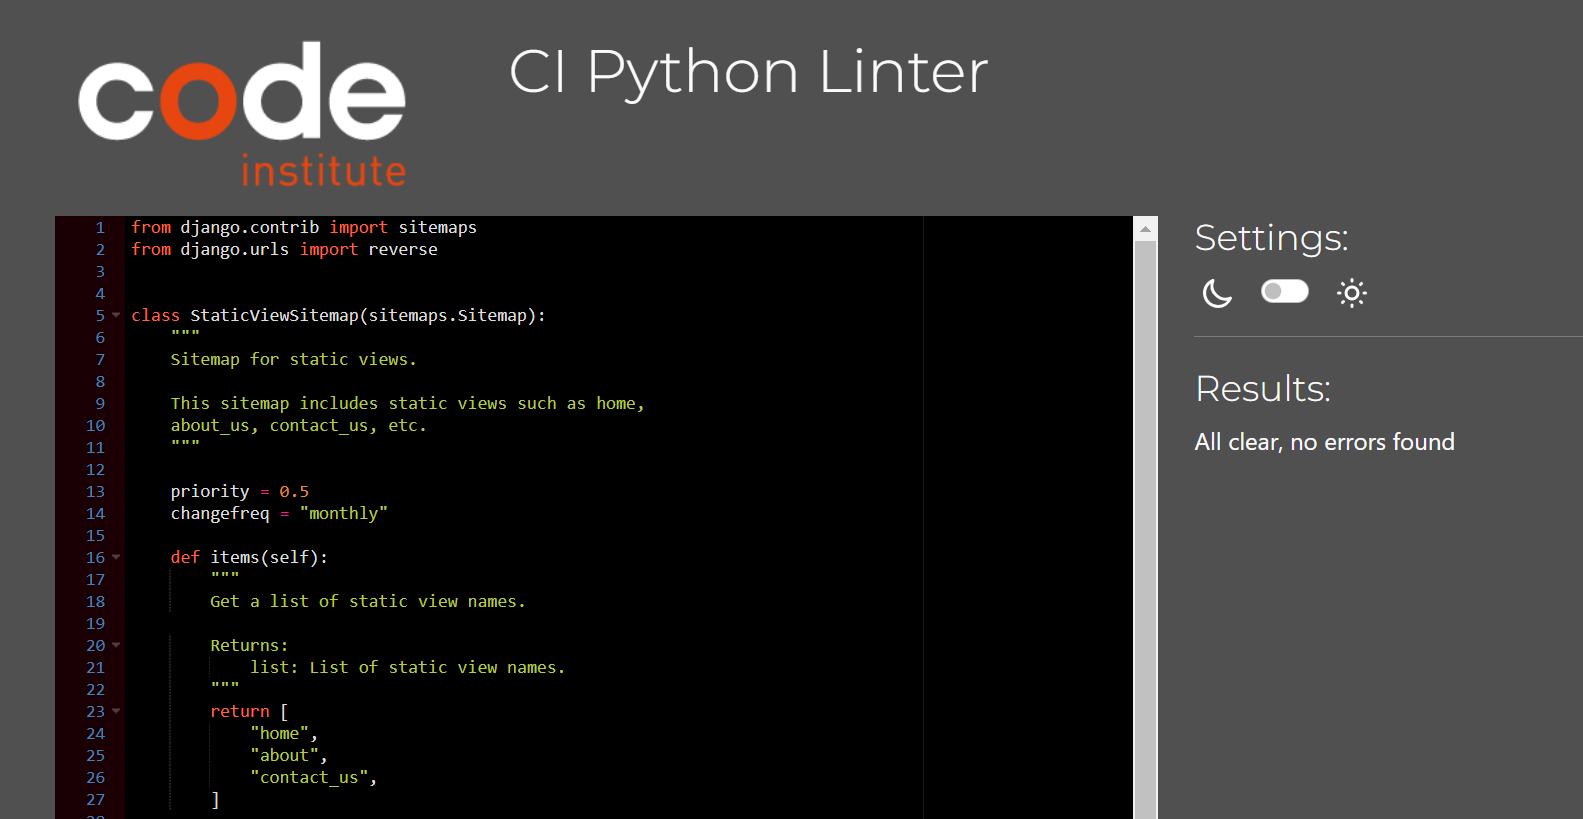 code
institute
CI Python Linter
1 from django.contrib import sitemaps
2 from django.urls import reverse
3
4
5 class StaticViewSitemap(sitemaps.Sitemap):
6     """
7     Sitemap for static views.
8
9     This sitemap includes static views such as home,
10     about_us, contact_us, etc.
11     """
12
13     priority = 0.5
14     changefreq = "monthly"
15
16     def items(self):
17         """
18         Get a list of static view names.
19
20         Returns:
21             list: List of static view names.
22         """
23         return [
24             "home",
25             "about",
26             "contact_us",
27         ]
Settings:
Results:
All clear, no errors found